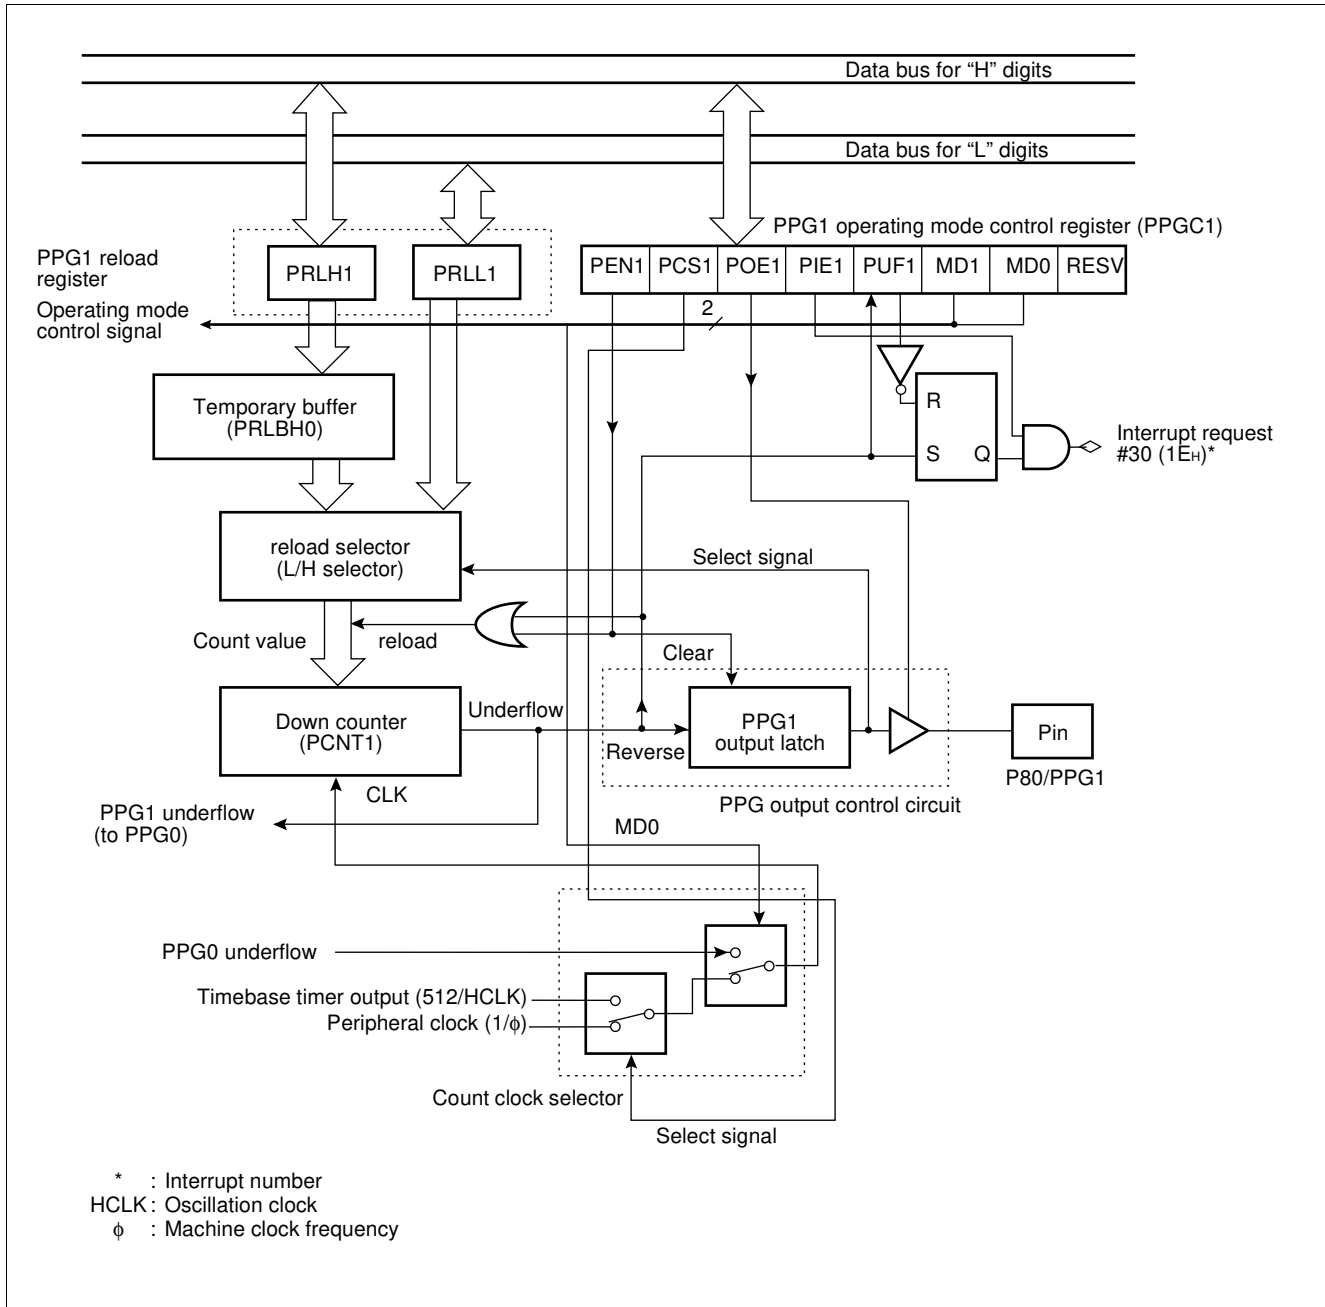 Data bus for “H” digits
Data bus for “L” digits
PPG1 operating mode control register (PPGC1)
PPG1 reload
register
PRLH1
PRLL1
PEN1 PCS1 POE1 PIE1 PUF1 MD1 MD0 RESV
Operating mode
control signal
2
Temporary buffer
(PRLBH0)
R
S
Q
Interrupt request
#30 (1EH)*
reload selector
(L/H selector)
Select signal
Count value
reload
Clear
Down counter
(PCNT1)
Underflow
Reverse
PPG1
output latch
Pin
P80/PPG1
CLK
PPG output control circuit
PPG1 underflow
(to PPG0)
MD0
PPG0 underflow
Timebase timer output (512/HCLK)
Peripheral clock (1/ϕ)
Count clock selector
Select signal
* : Interrupt number
HCLK : Oscillation clock
ϕ : Machine clock frequency